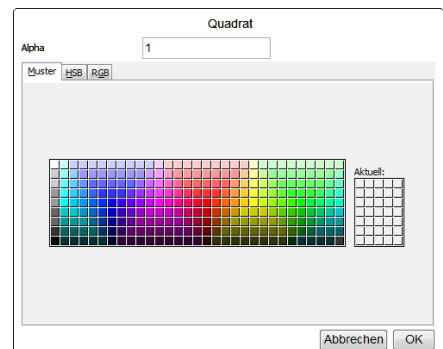 Quadrat
Alpha 1
Muster HSB RGB
Aktuell:
Abbrechen OK